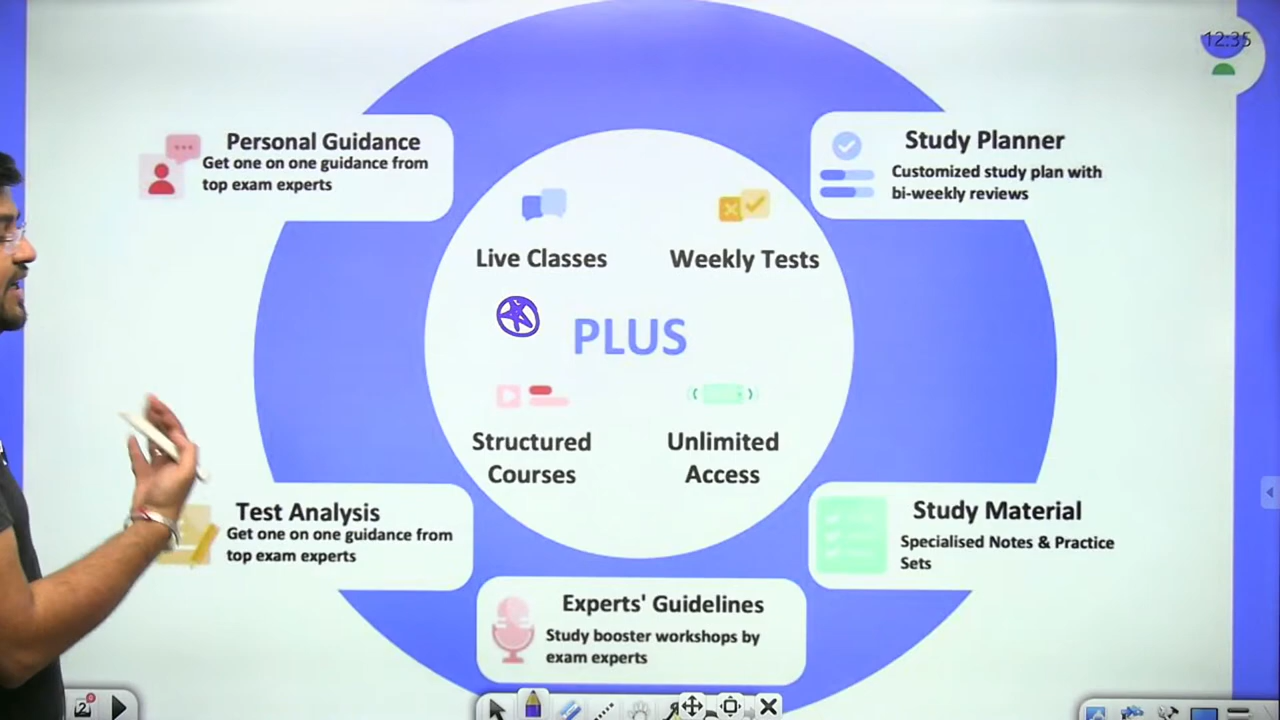 12:35
Personal Guidance
Get one on one guidance from
top exam experts
Study Planner
Customized study plan with
bi-weekly reviews
Live Classes
Weekly Tests
PLUS
Structured
Courses
Unlimited
Access
Test Analysis
Get one on one guidance from
top exam experts
Study Material
Specialised Notes & Practice
Sets
Experts' Guidelines
Study booster workshops by
exam experts
2